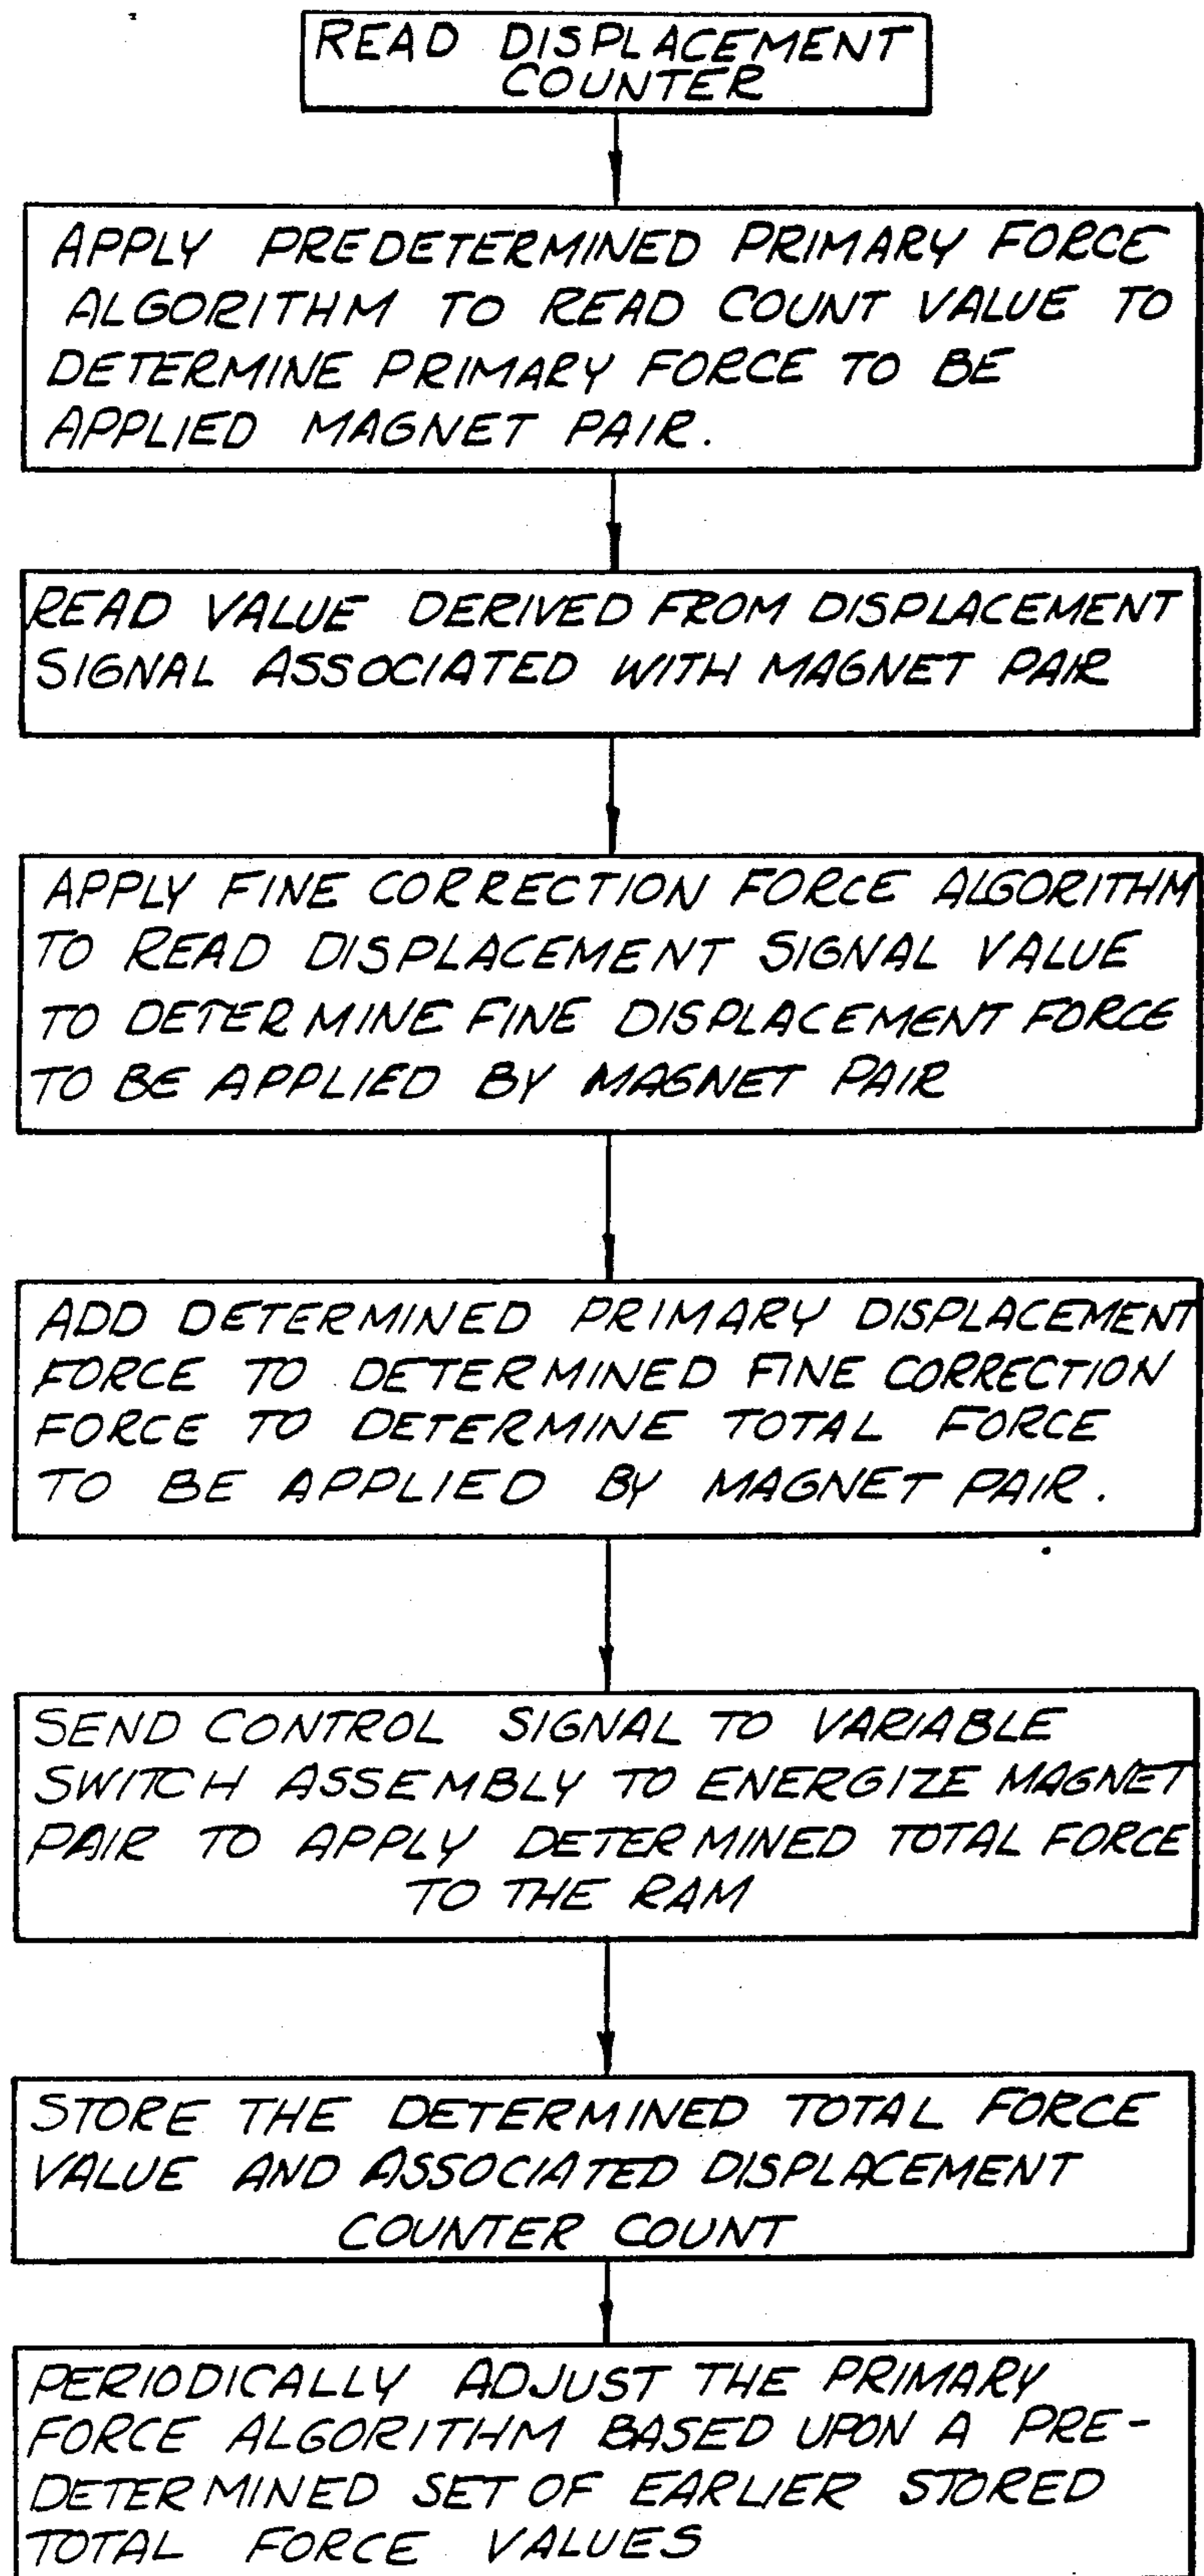 READ DISPLACEMENT
COUNTER
APPLY PREDETERMINED PRIMARY FORCE
ALGORITHM TO READ COUNT VALUE TO
DETERMINE PRIMARY FORCE TO BE
APPLIED MAGNET PAIR.
READ VALUE DERIVED FROM DISPLACEMENT
SIGNAL ASSOCIATED WITH MAGNET PAIR
APPLY FINE CORRECTION FORCE ALGORITHM
TO READ DISPLACEMENT SIGNAL VALUE
TO DETERMINE FINE DISPLACEMENT FORCE
TO BE APPLIED BY MAGNET PAIR
ADD DETERMINED PRIMARY DISPLACEMENT
FORCE TO DETERMINED FINE CORRECTION
FORCE TO DETERMINE TOTAL FORCE
TO BE APPLIED BY MAGNET PAIR.
SEND CONTROL SIGNAL TO VARIABLE
SWITCH ASSEMBLY TO ENERGIZE MAGNET
PAIR TO APPLY DETERMINED TOTAL FORCE
TO THE RAM
STORE THE DETERMINED TOTAL FORCE
VALUE AND ASSOCIATED DISPLACEMENT
COUNTER COUNT
PERIODICALLY ADJUST THE PRIMARY
FORCE ALGORITHM BASED UPON A PRE-
DETERMINED SET OF EARLIER STORED
TOTAL FORCE VALUES